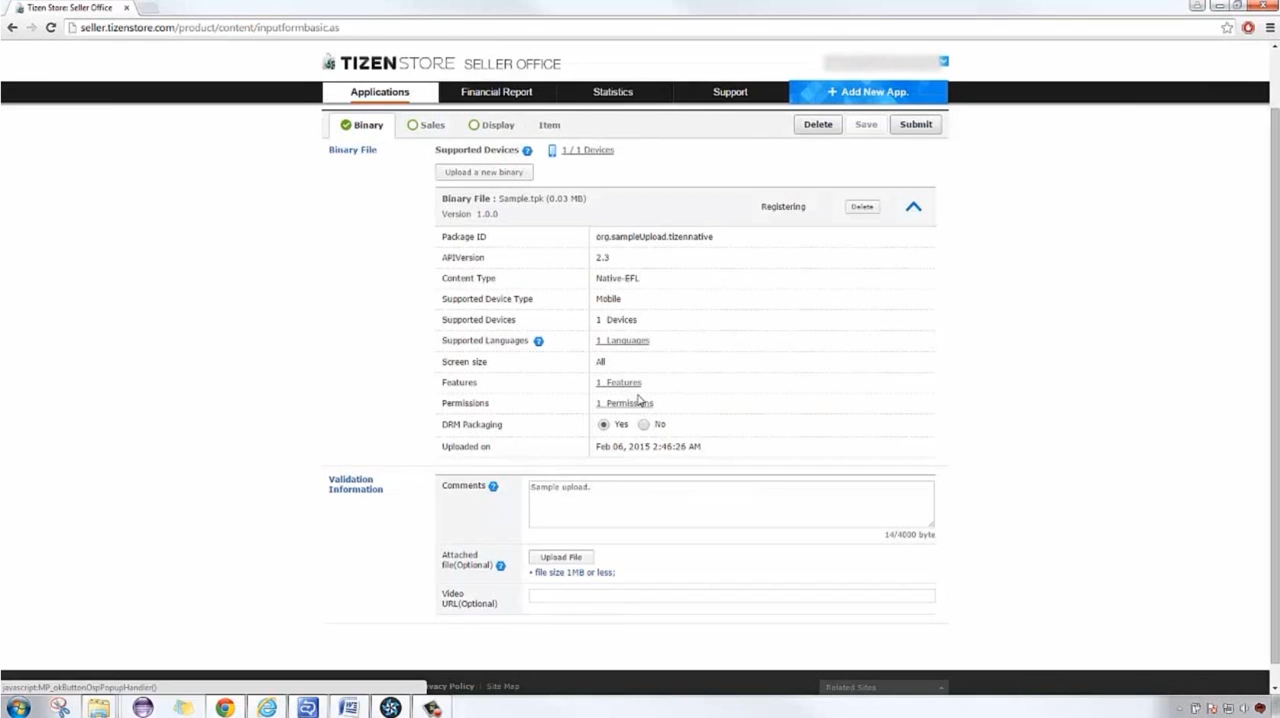 Tizen Store: Seller Office
seller.tizenstore.com/product/content/inputformbasic.as
TIZEN STORE SELLER OFFICE
Applications Financial Report Statistics Support + Add New App.
Binary Sales Display Item Delete Save Submit
Binary File Supported Devices ? 1 / 1 Devices
Upload a new binary
Binary File : Sample.tpk (0.03 MB)
Version 1.0.0 Registering Delete
Package ID org.sampleUpload.tizennative
APIVersion 2.3
Content Type Native-EFL
Supported Device Type Mobile
Supported Devices 1 Devices
Supported Languages ? 1 Languages
Screen size All
Features 1 Features
Permissions 1 Permissions
DRM Packaging Yes No
Uploaded on Feb 06, 2015 2:46:26 AM
Validation
Information
Comments ? Sample upload.
14/4000 byte
Attached
file(Optional) ? Upload File
• file size 1MB or less;
Video
URL(Optional)
javascript:MP_okButtonOspPopupHandler()
vacy Policy Site Map Related Sites